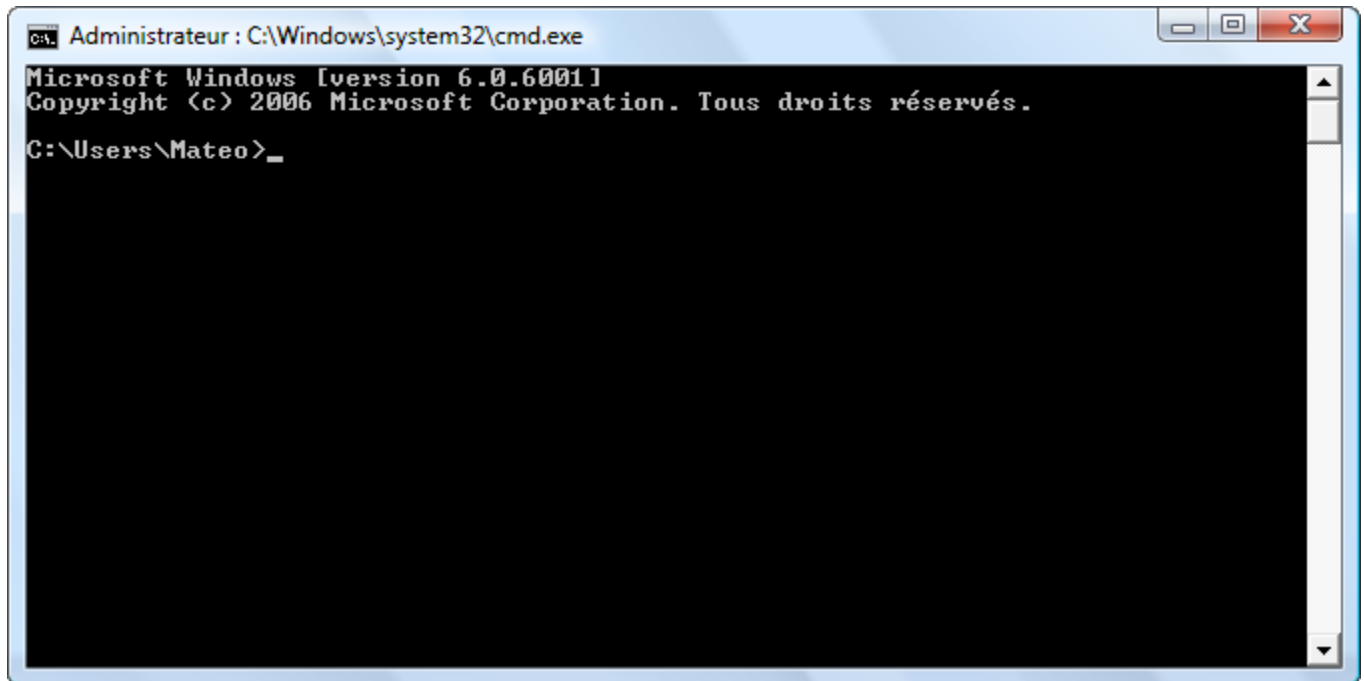 Administrateur : C:\Windows\system32\cmd.exe
Microsoft Windows [version 6.0.6001]
Copyright (c) 2006 Microsoft Corporation. Tous droits réservés.
C:\Users\Mateo>_